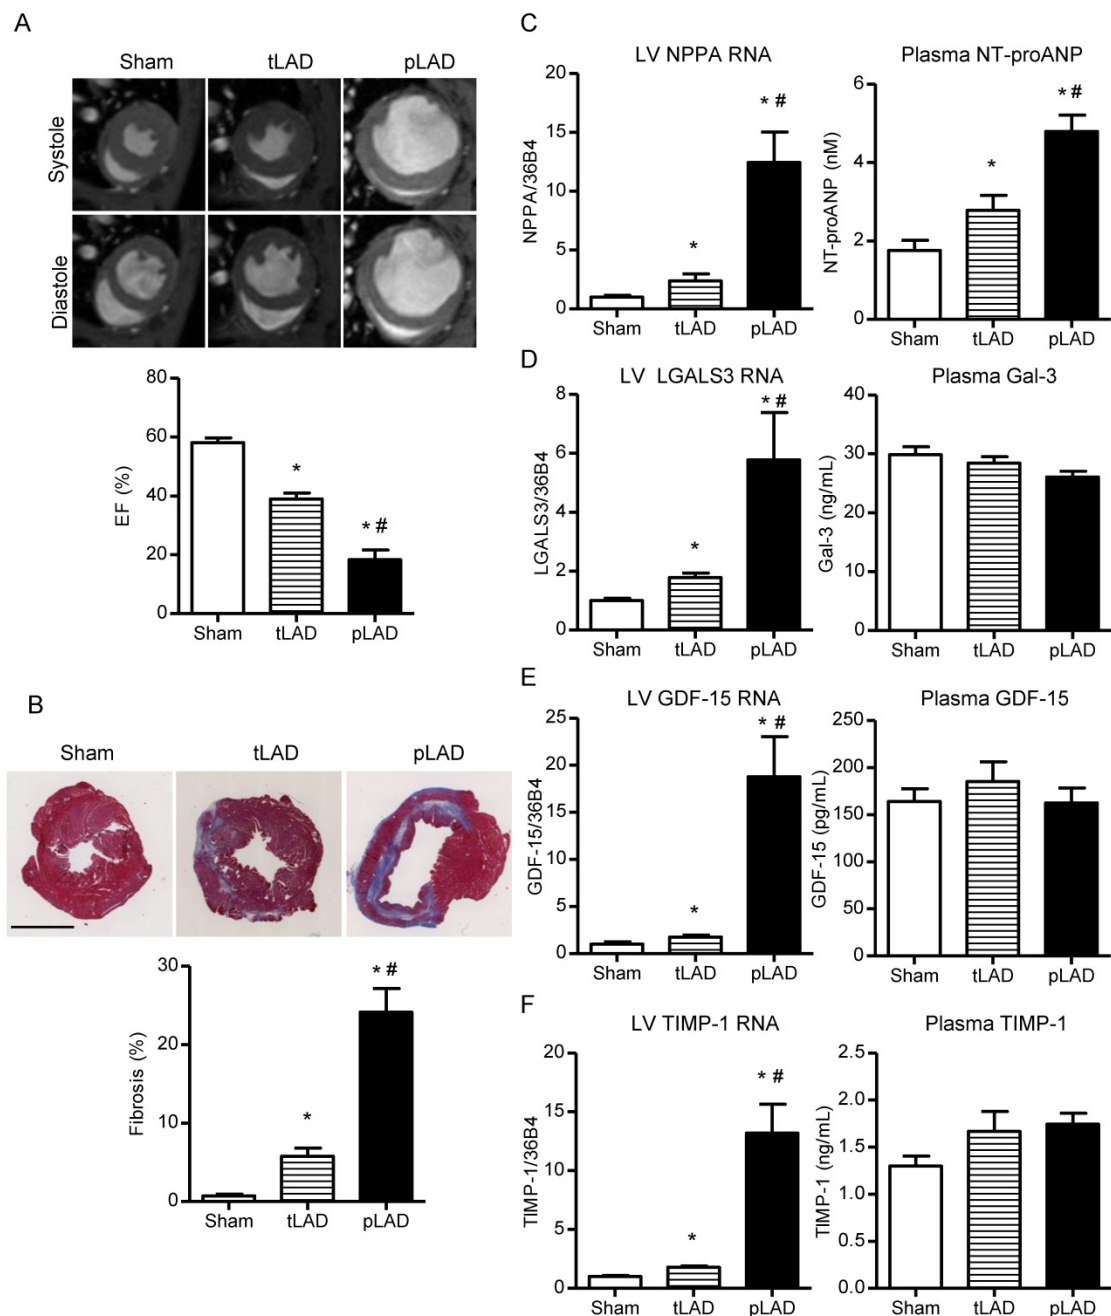 A
Sham tLAD pLAD
Systole
Diastole
80
60
40
20
0
EF (%)
*
* #
Sham tLAD pLAD
B
Sham tLAD pLAD
30
20
10
0
Fibrosis (%)
*
* #
Sham tLAD pLAD
C
LV NPPA RNA
20
15
10
5
0
NPPA/36B4
*
* #
Sham tLAD pLAD
Plasma NT-proANP
6
4
2
0
NT-proANP (nM)
*
* #
Sham tLAD pLAD
D
LV LGALS3 RNA
8
6
4
2
0
LGALS3/36B4
*
* #
Sham tLAD pLAD
Plasma Gal-3
40
30
20
10
0
Gal-3 (ng/mL)
Sham tLAD pLAD
E
LV GDF-15 RNA
25
20
15
10
5
0
GDF-15/36B4
*
* #
Sham tLAD pLAD
Plasma GDF-15
250
200
150
100
50
0
GDF-15 (pg/mL)
Sham tLAD pLAD
F
LV TIMP-1 RNA
20
15
10
5
0
TIMP-1/36B4
*
* #
Sham tLAD pLAD
Plasma TIMP-1
2.5
2.0
1.5
1.0
0.5
0.0
TIMP-1 (ng/mL)
Sham tLAD pLAD